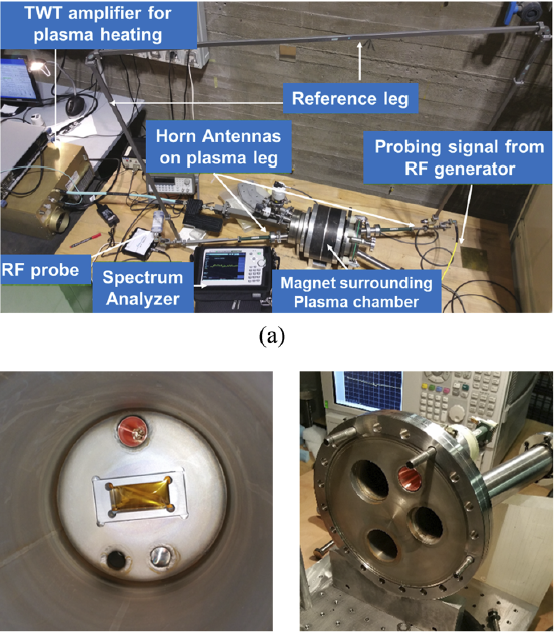 TWT amplifier for
plasma heating
Reference leg
Horn Antennas
on plasma leg
Probing signal from
RF generator
RF probe
Spectrum
Analyzer
Magnet surrounding
Plasma chamber
(a)